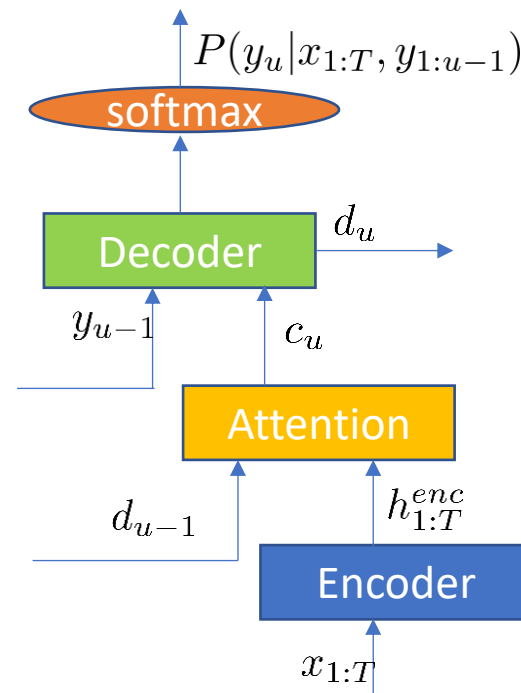 P(y_u|x_{1:T}, y_{1:u-1})
softmax
d_u
Decoder
y_{u-1}
c_u
Attention
d_{u-1}
h_{1:T}^{enc}
Encoder
x_{1:T}